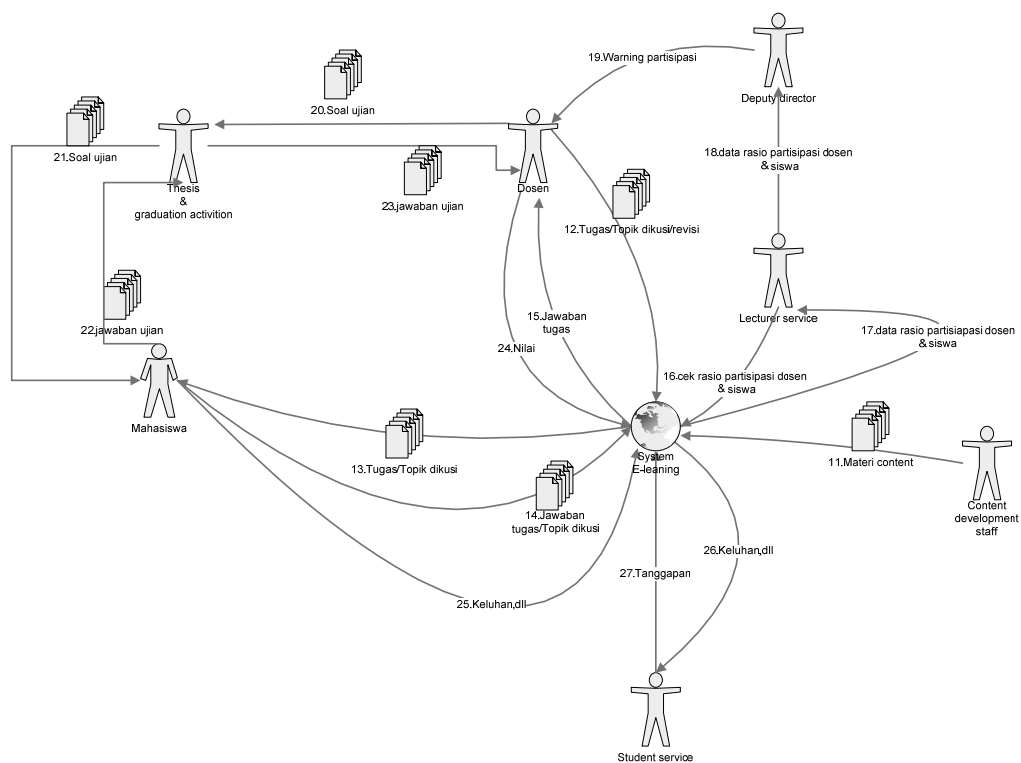 19.Warning partisipasi
Deputy director
20.Soal ujian
21.Soal ujian
18.data rasio partisipasi dosen
& siswa
Thesis
&
graduation activition
23.jawaban ujian
Dosen
12.Tugas/Topik dikusi/revisi
22.jawaban ujian
15.Jawaban
tugas
24.Nilai
Lecturer service
17.data rasio partisiapasi dosen
& siswa
16.cek rasio partisipasi dosen
& siswa
Mahasiswa
13.Tugas/Topik dikusi
System
E-leaning
11.Materi content
14.Jawaban
tugas/Topik dikusi
Content
development
staff
26.Keluhan,dll
27.Tanggapan
25.Keluhan,dll
Student service